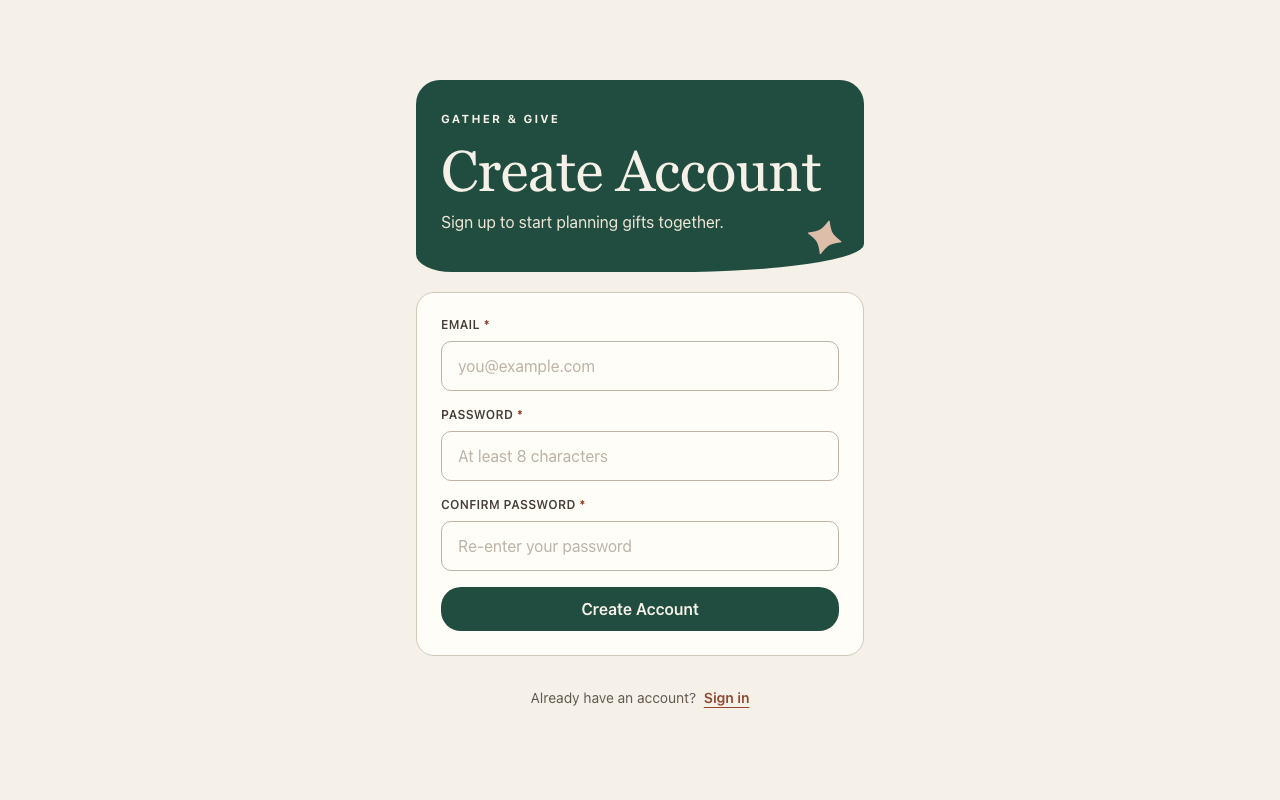 GATHER & GIVE
Create Account
Sign up to start planning gifts together.
EMAIL *
you@example.com
PASSWORD *
At least 8 characters
CONFIRM PASSWORD *
Re-enter your password
Create Account
Already have an account? Sign in